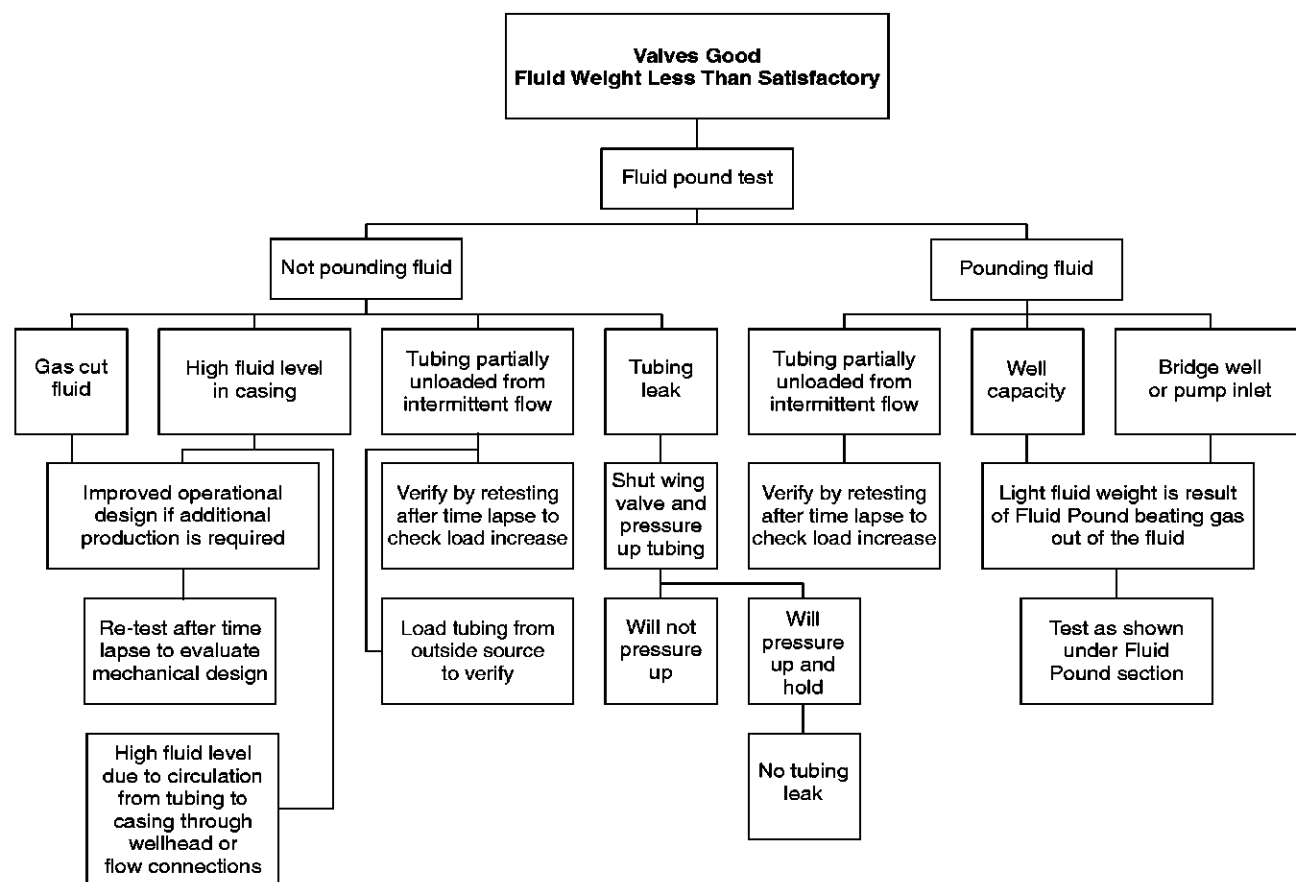 Valves Good
Fluid Weight Less Than Satisfactory
Fluid pound test
Not pounding fluid
Pounding fluid
Gas cut
fluid
High fluid level
in casing
Tubing partially
unloaded from
intermittent flow
Tubing
leak
Tubing partially
unloaded from
intermittent flow
Well
capacity
Bridge well
or pump inlet
Improved operational
design if additional
production is required
Verify by retesting
after time lapse to
check load increase
Shut wing
valve and
pressure
up tubing
Verify by retesting
after time lapse to
check load increase
Light fluid weight is result
of Fluid Pound beating gas
out of the fluid
Re-test after time
lapse to evaluate
mechanical design
Load tubing from
outside source
to verify
Will not
pressure
up
Will
pressure
up and
hold
Test as shown
under Fluid
Pound section
High fluid level
due to circulation
from tubing to
casing through
wellhead or
flow connections
No tubing
leak